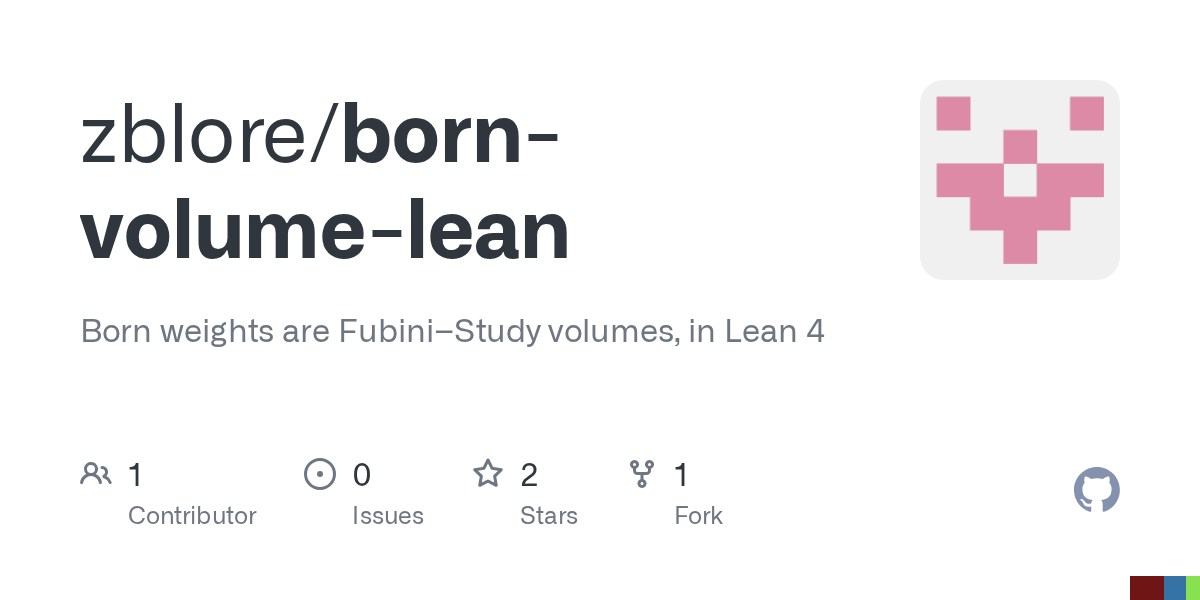 zblore/born-
volume-lean
Born weights are Fubini–Study volumes, in Lean 4
1 0 2 1
Contributor Issues Stars Fork